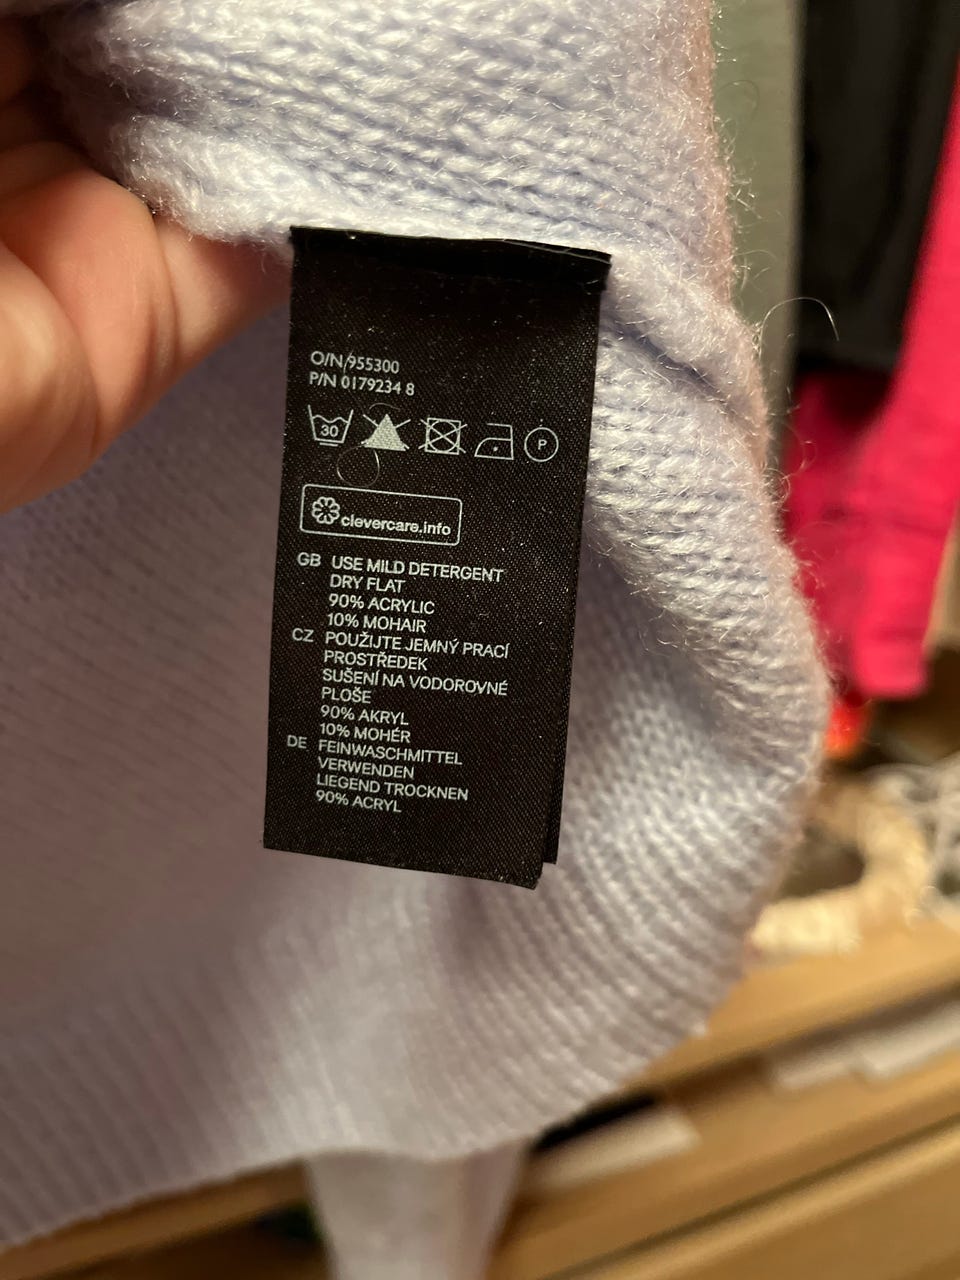 O/N 955300
P/N 0179234 8
30
P
clevercare.info
GB USE MILD DETERGENT
DRY FLAT
90% ACRYLIC
10% MOHAIR
CZ POUŽIJTE JEMNÝ PRACÍ
PROSTŘEDEK
SUŠENÍ NA VODOROVNÉ
PLOŠE
90% AKRYL
10% MOHÉR
DE FEINWASCHMITTEL
VERWENDEN
LIEGEND TROCKNEN
90% ACRYL